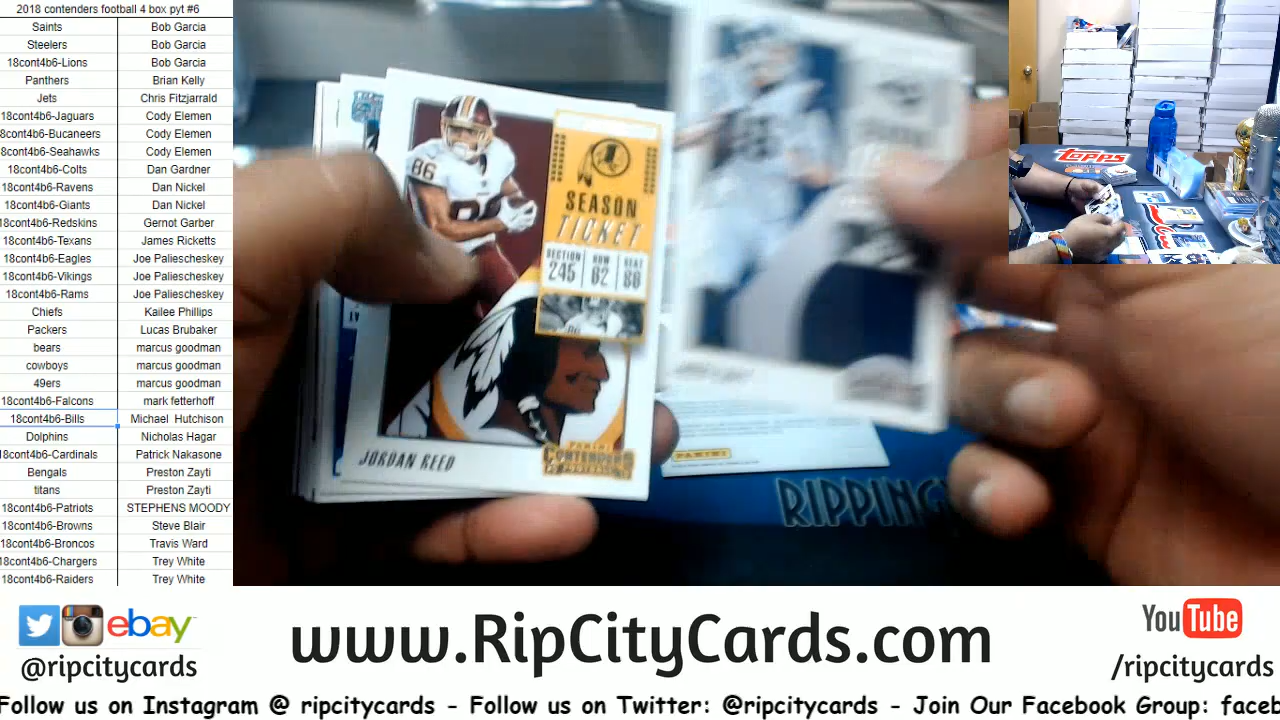 2018 contenders football 4 box pyt #6
Saints Bob Garcia
Steelers Bob Garcia
18cont4b6-Lions Bob Garcia
Panthers Brian Kelly
Jets Chris Fitzjarrald
18cont4b6-Jaguars Cody Elemen
8cont4b6-Bucaneers Cody Elemen
8cont4b6-Seahawks Cody Elemen
18cont4b6-Colts Dan Gardner
18cont4b6-Ravens Dan Nickel
18cont4b6-Giants Dan Nickel
8cont4b6-Redskins Gernot Garber
18cont4b6-Texans James Ricketts
18cont4b6-Eagles Joe Paliescheskey
18cont4b6-Vikings Joe Paliescheskey
18cont4b6-Rams Joe Paliescheskey
Chiefs Kailee Phillips
Packers Lucas Brubaker
bears marcus goodman
cowboys marcus goodman
49ers marcus goodman
18cont4b6-Falcons mark fetterhoff
18cont4b6-Bills Michael Hutchison
Dolphins Nicholas Hagar
8cont4b6-Cardinals Patrick Nakasone
Bengals Preston Zayti
titans Preston Zayti
18cont4b6-Patriots STEPHENS MOODY
18cont4b6-Browns Steve Blair
18cont4b6-Broncos Travis Ward
18cont4b6-Chargers Trey White
18cont4b6-Raiders Trey White
86
SEASON
TICKET
SECTION ROW SEAT
245 82 86
JORDAN REED
PANINI
CONTENDERS
FOOTBALL
PANINI
RIPPING
TOPPS
ebay
@ripcitycards
www.RipCityCards.com
YouTube
/ripcitycards
Follow us on Instagram @ ripcitycards - Follow us on Twitter: @ripcitycards - Join Our Facebook Group: faceb